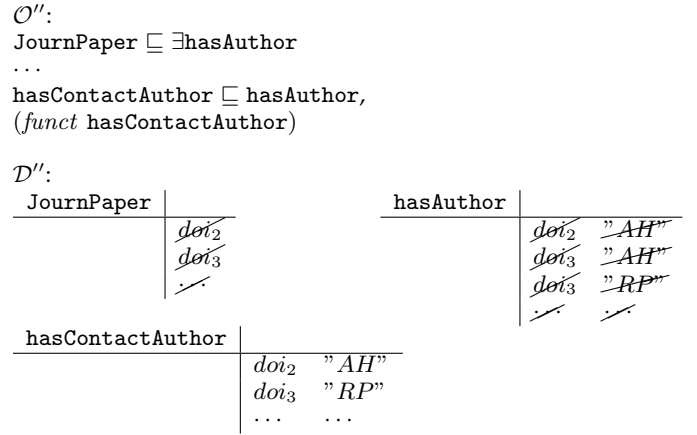 𝒪′′:
JournPaper ⊑ ∃hasAuthor
· · ·
hasContactAuthor ⊑ hasAuthor,
(funct hasContactAuthor)
𝒟′′:
JournPaper
doi₂
doi₃
· · ·
hasAuthor
doi₂ ”AH”
doi₃ ”AH”
doi₃ ”RP”
· · · · · ·
hasContactAuthor
doi₂ ”AH”
doi₃ ”RP”
· · · · · ·